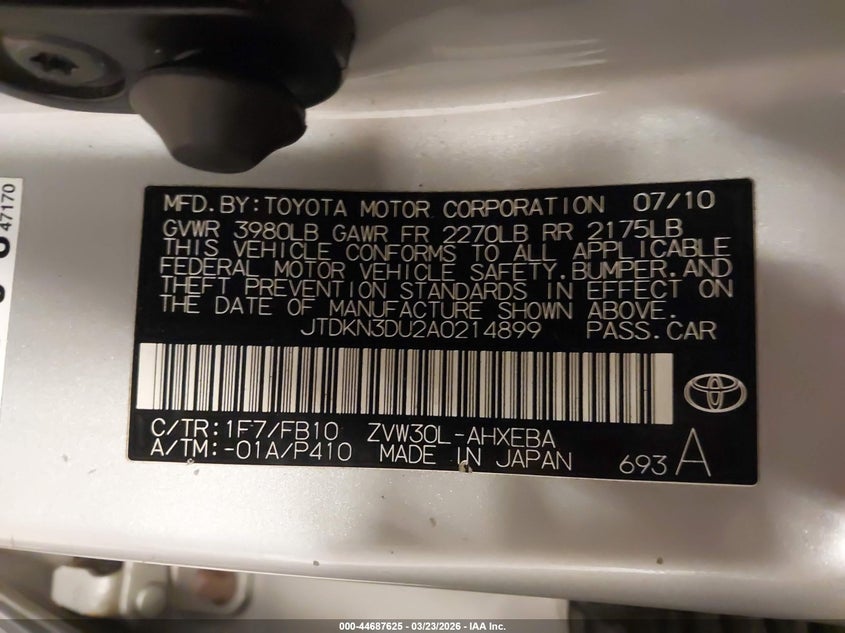 MFD. BY: TOYOTA MOTOR CORPORATION 07/10
GVWR 3980LB GAWR FR 2270LB RR 2175LB
THIS VEHICLE CONFORMS TO ALL APPLICABLE
FEDERAL MOTOR VEHICLE SAFETY, BUMPER, AND
THEFT PREVENTION STANDARDS IN EFFECT ON
THE DATE OF MANUFACTURE SHOWN ABOVE.
JTDKN3DU2A0214899 PASS. CAR
C/TR: 1F7/FB10 ZVW30L-AHXEBA
A/TM: -01A/P410 MADE IN JAPAN 693 A
47170
000-44687625 - 03/23/2026 - IAA Inc.